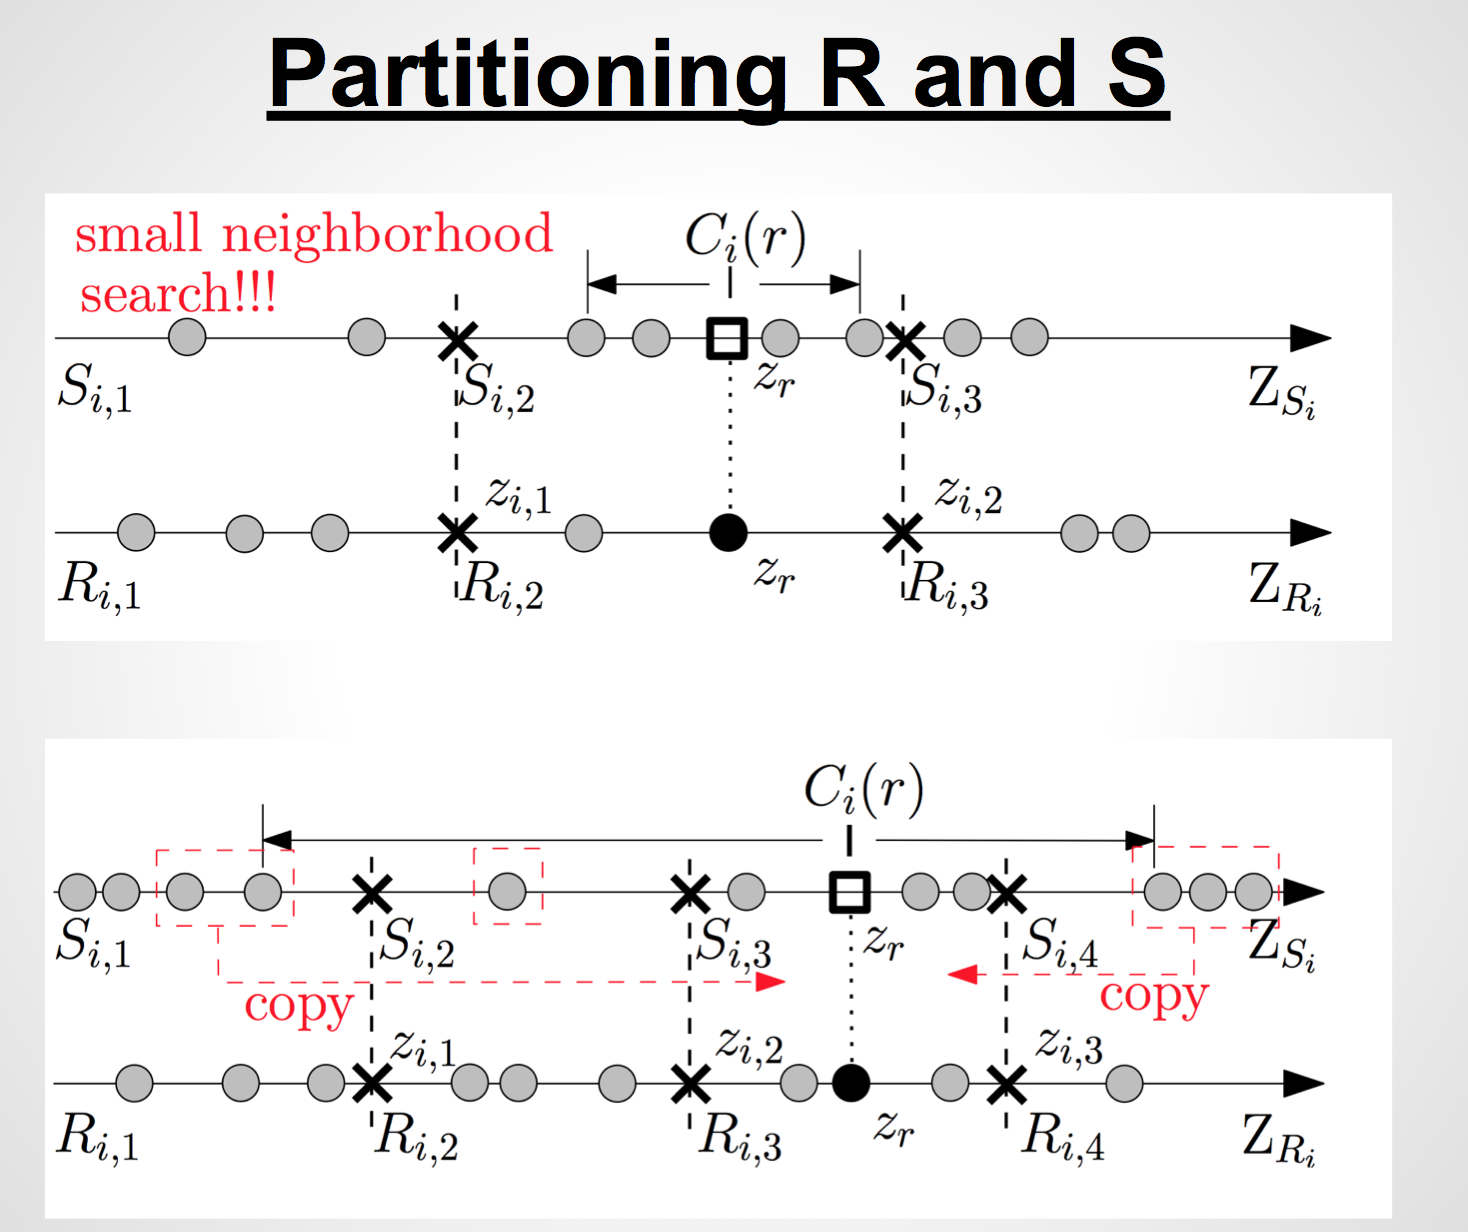 Partitioning R and S
small neighborhood
search!!!
C_i(r)
z_r
S_{i,1} S_{i,2} S_{i,3} Z_{S_i}
z_{i,1} z_{i,2}
R_{i,1} R_{i,2} z_r R_{i,3} Z_{R_i}
C_i(r)
S_{i,1} S_{i,2} S_{i,3} z_r S_{i,4} Z_{S_i}
copy copy
z_{i,1} z_{i,2} z_{i,3}
R_{i,1} R_{i,2} R_{i,3} z_r R_{i,4} Z_{R_i}